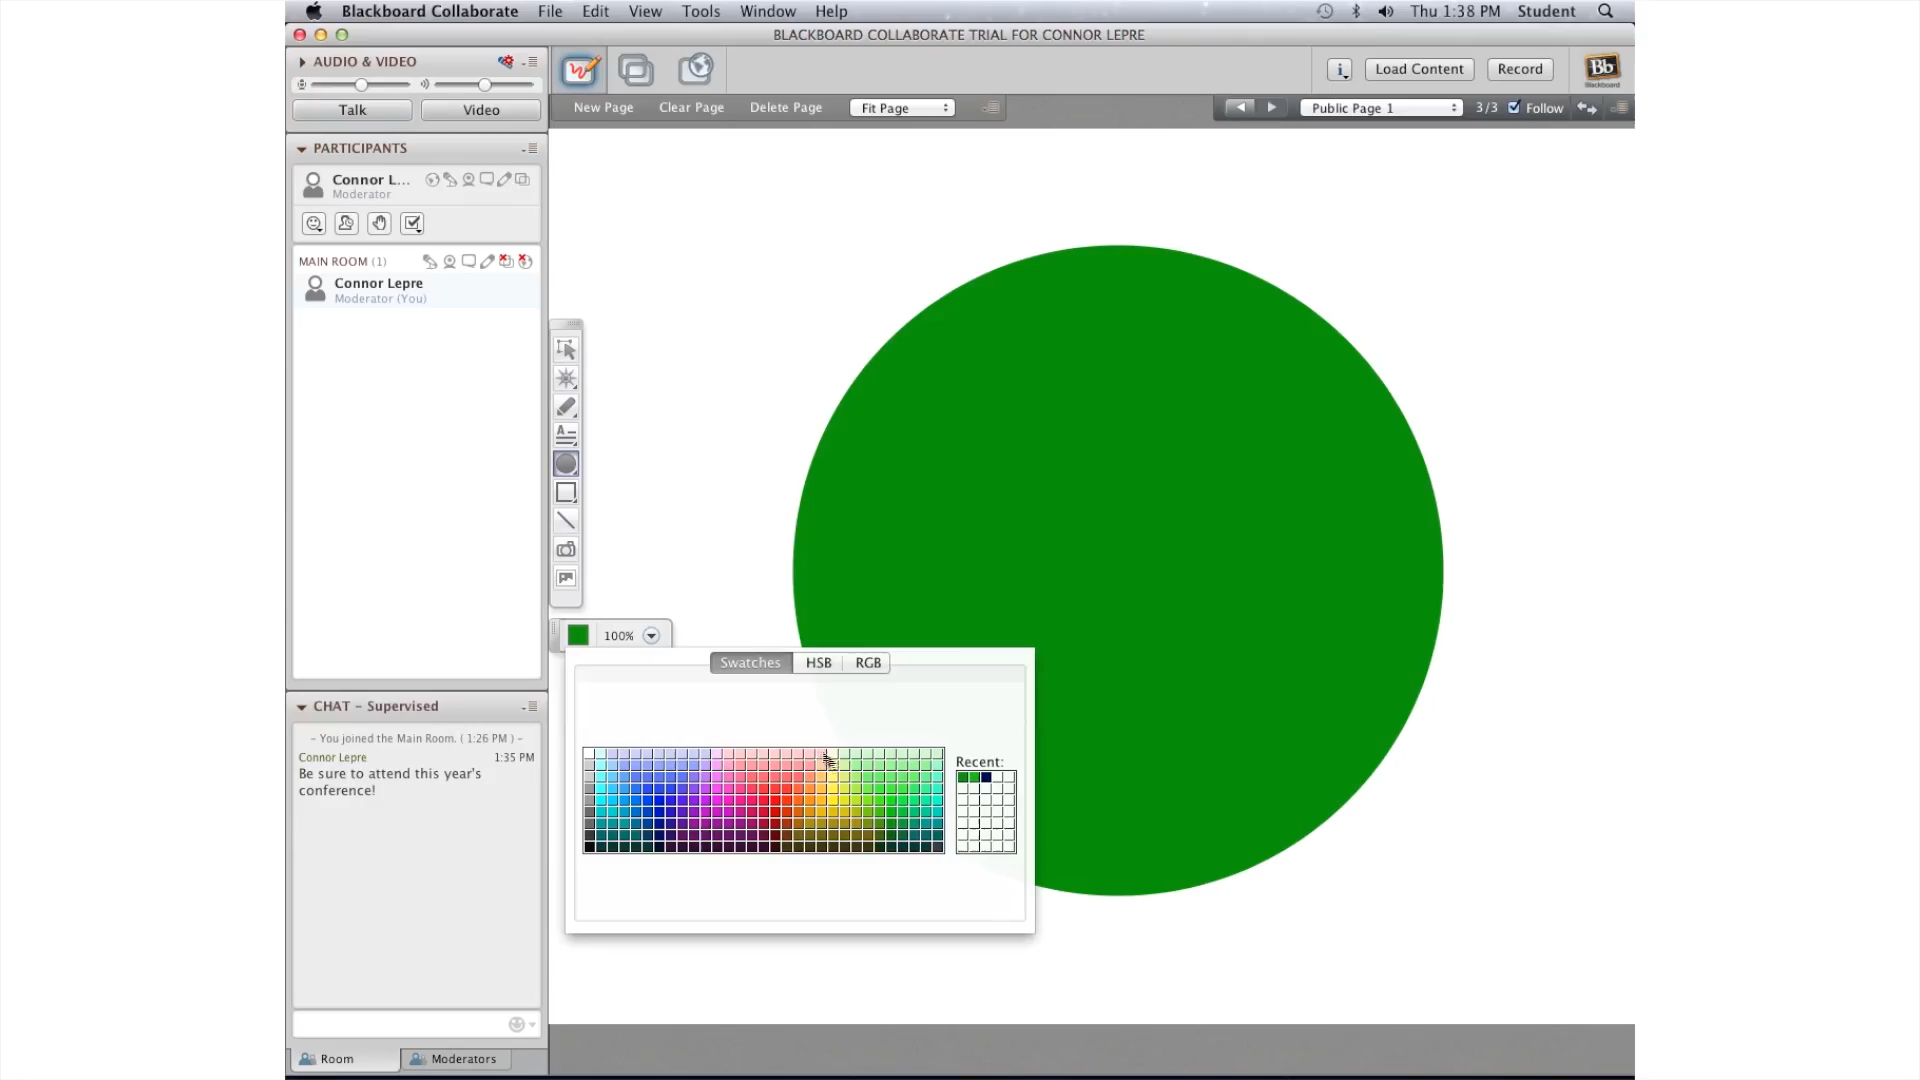 Blackboard Collaborate File Edit View Tools Window Help Thu 1:38 PM Student
BLACKBOARD COLLABORATE TRIAL FOR CONNOR LEPRE
AUDIO & VIDEO
Talk Video
i Load Content Record Bb
Blackboard
New Page Clear Page Delete Page Fit Page Public Page 1 3/3 Follow
PARTICIPANTS
Connor L...
Moderator
MAIN ROOM (1)
Connor Lepre
Moderator (You)
A
100%
Swatches HSB RGB
Recent:
CHAT – Supervised
– You joined the Main Room. ( 1:26 PM ) –
Connor Lepre 1:35 PM
Be sure to attend this year's
conference!
Room Moderators